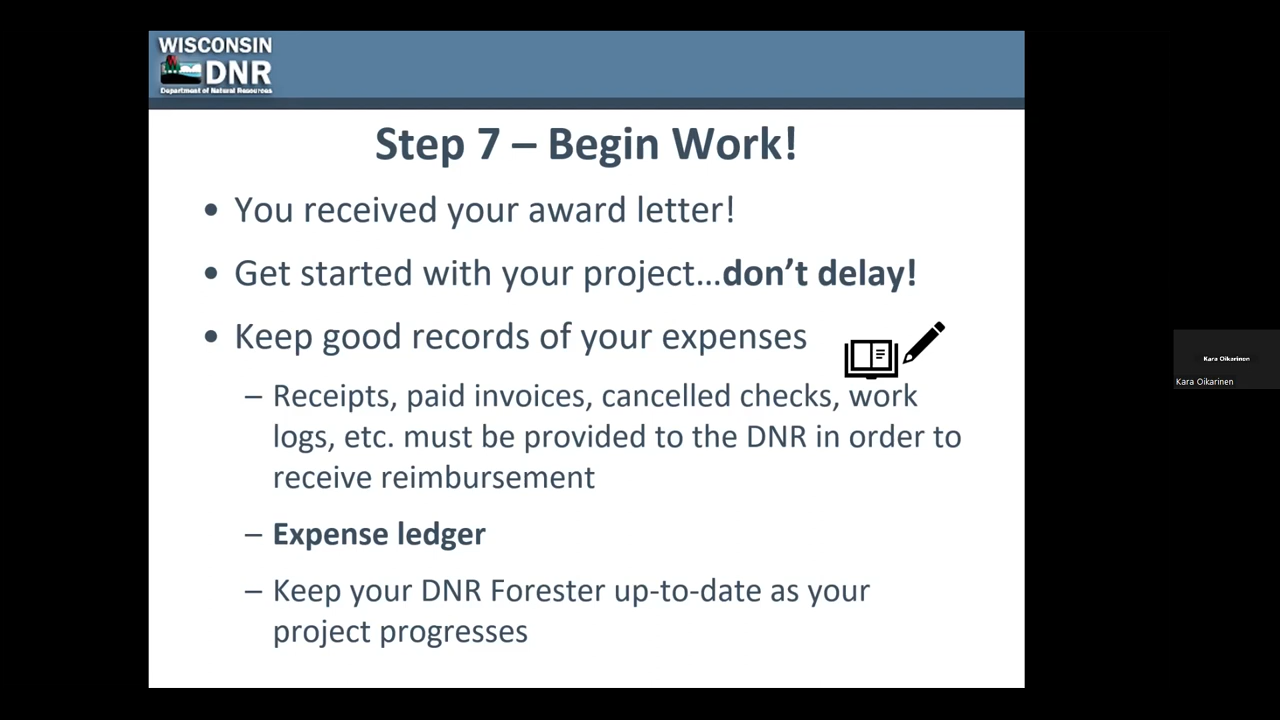 WISCONSIN
DNR
Department of Natural Resources
Step 7 – Begin Work!
• You received your award letter!
• Get started with your project...don't delay!
• Keep good records of your expenses
– Receipts, paid invoices, cancelled checks, work
logs, etc. must be provided to the DNR in order to
receive reimbursement
– Expense ledger
– Keep your DNR Forester up-to-date as your
project progresses
Kara Oikarinen
Kara Oikarinen